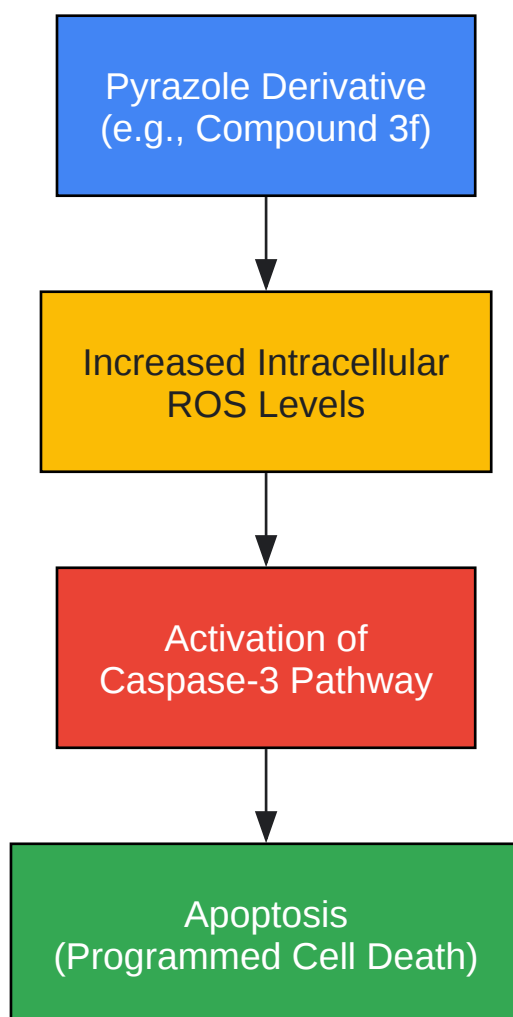 Pyrazole Derivative
(e.g., Compound 3f)
Increased Intracellular
ROS Levels
Activation of
Caspase-3 Pathway
Apoptosis
(Programmed Cell Death)